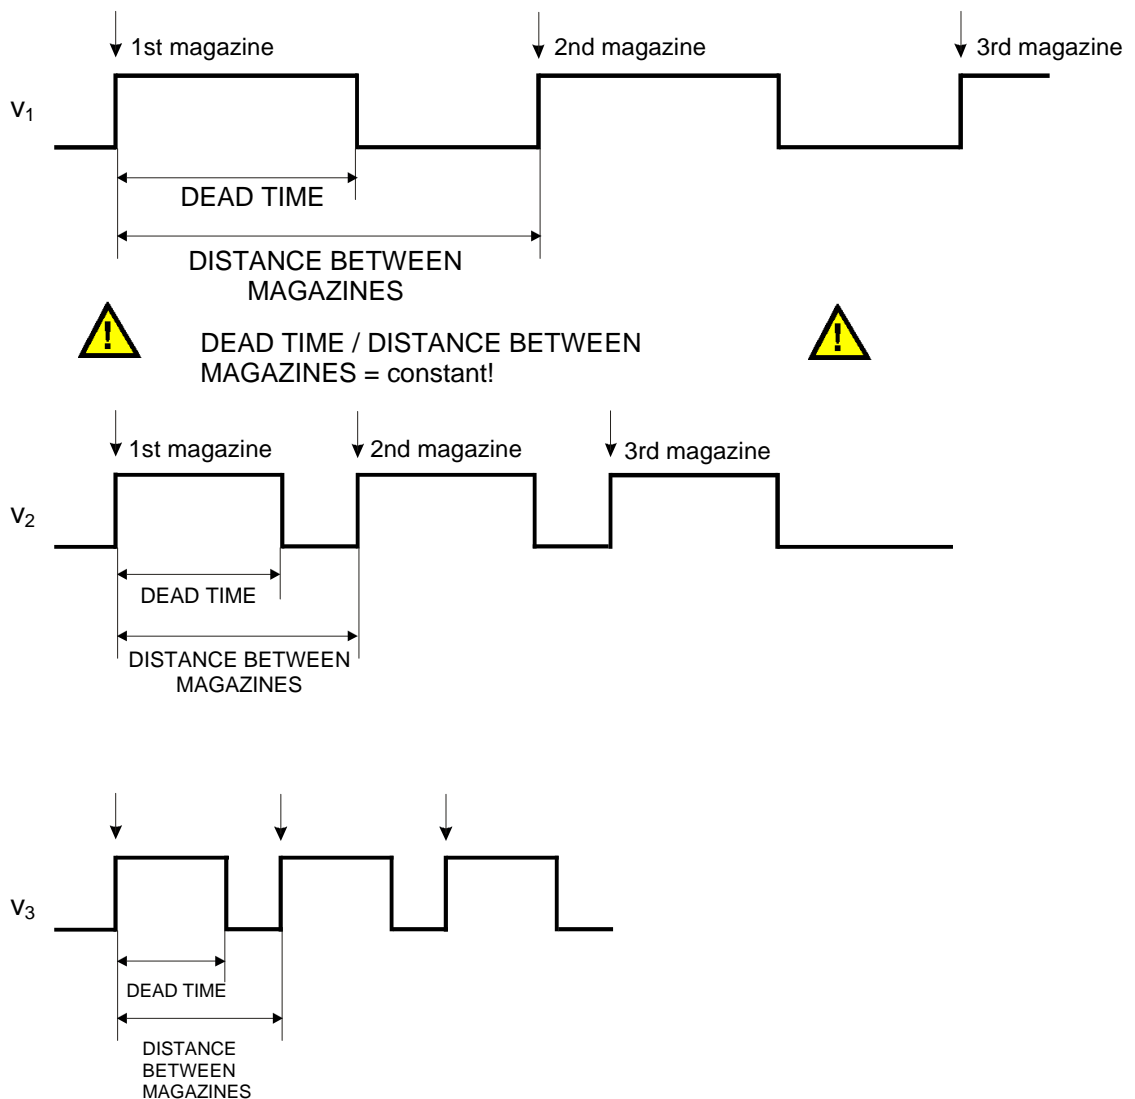 1st magazine 2nd magazine 3rd magazine
v1
DEAD TIME
DISTANCE BETWEEN
MAGAZINES
! !
DEAD TIME / DISTANCE BETWEEN
MAGAZINES = constant!
1st magazine 2nd magazine 3rd magazine
v2
DEAD TIME
DISTANCE BETWEEN
MAGAZINES
v3
DEAD TIME
DISTANCE
BETWEEN
MAGAZINES